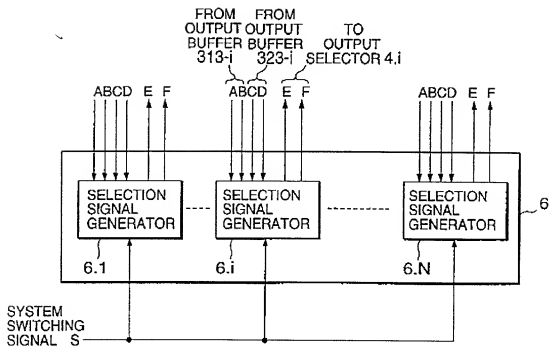 FROM OUTPUT BUFFER 313-i
FROM OUTPUT BUFFER 323-i
TO OUTPUT SELECTOR 4,i
ABCD E F
ABCD E F
ABCD E F
SELECTION SIGNAL GENERATOR
SELECTION SIGNAL GENERATOR
SELECTION SIGNAL GENERATOR
6
6.1
6.i
6.N
SYSTEM
SWITCHING
SIGNAL S